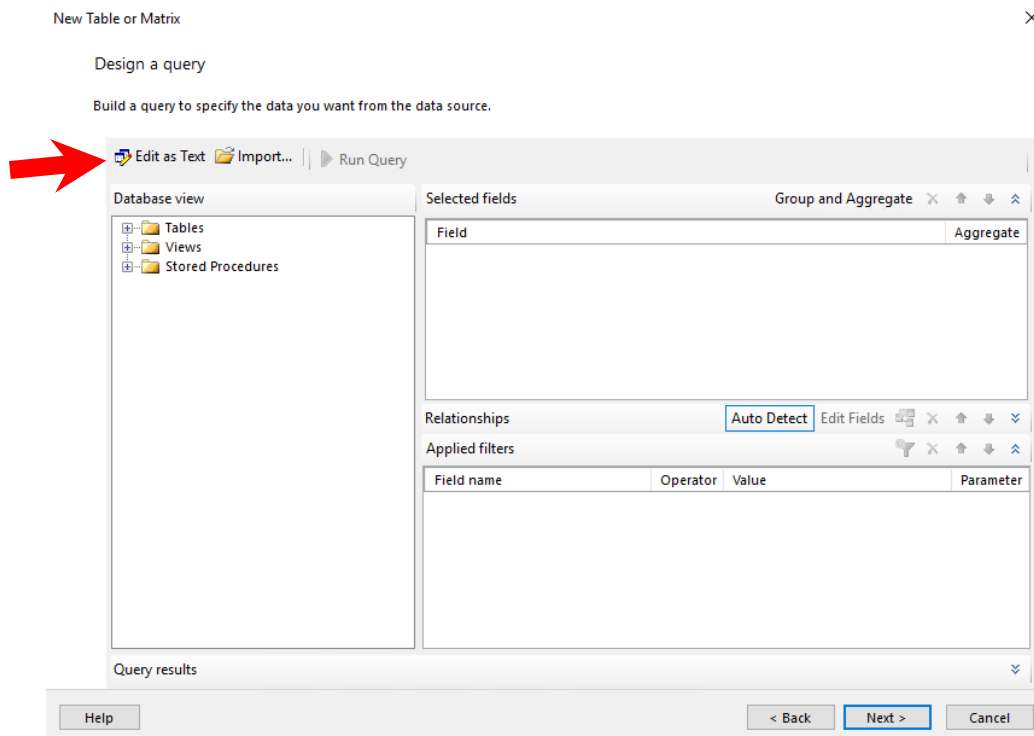 New Table or Matrix
Design a query
Build a query to specify the data you want from the data source.
Edit as Text Import... Run Query
Database view
Tables
Views
Stored Procedures
Selected fields Group and Aggregate
Field Aggregate
Relationships Auto Detect Edit Fields
Applied filters
Field name Operator Value Parameter
Query results
Help < Back Next > Cancel